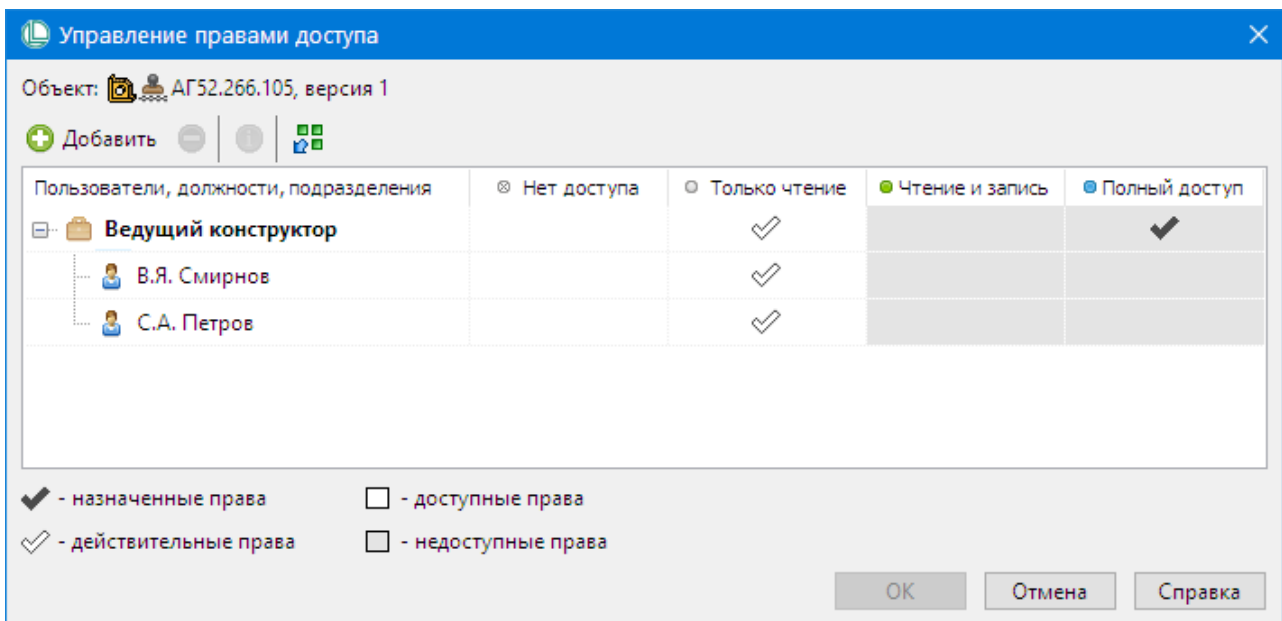 Управление правами доступа
Объект: АГ52.266.105, версия 1
Добавить
Пользователи, должности, подразделения Нет доступа Только чтение Чтение и запись Полный доступ
Ведущий конструктор
В.Я. Смирнов
С.А. Петров
- назначенные права - доступные права
- действительные права - недоступные права
ОК Отмена Справка